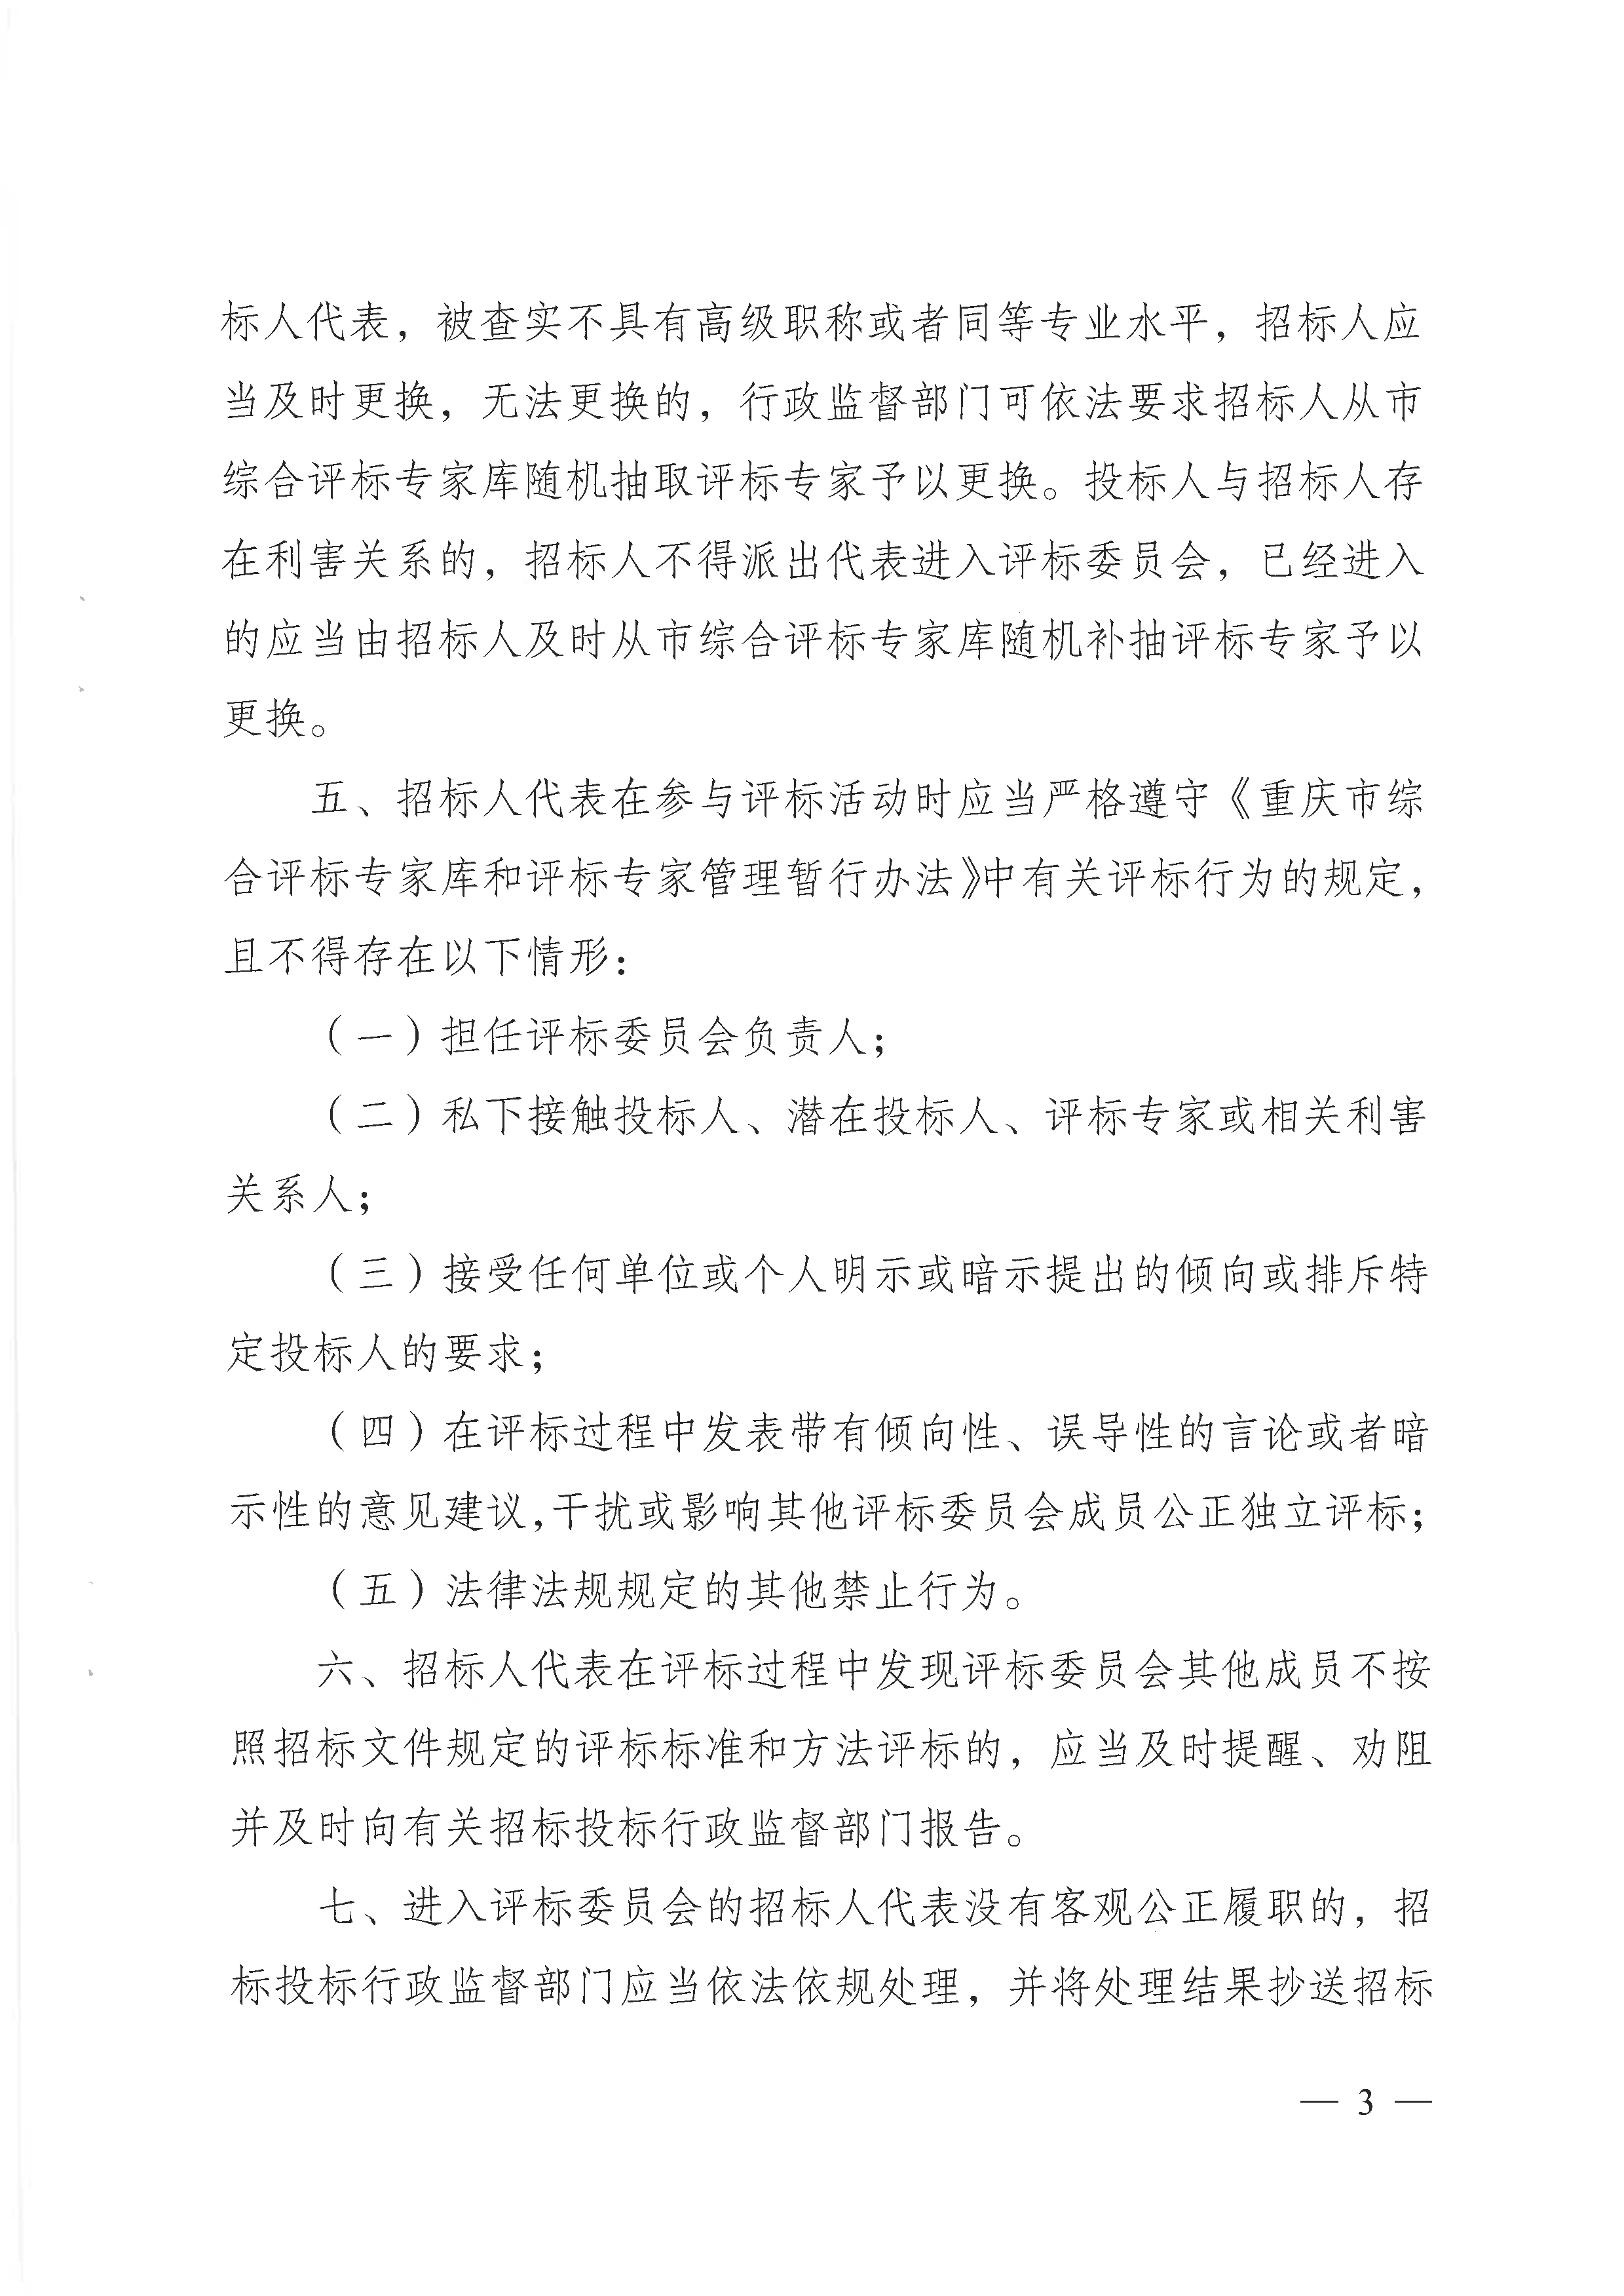 标人代表，被查实不具有高级职称或者同等专业水平，招标人应
当及时更换，无法更换的，行政监督部门可依法要求招标人从市
综合评标专家库随机抽取评标专家予以更换。投标人与招标人存
在利害关系的，招标人不得派出代表进入评标委员会，已经进入
的应当由招标人及时从市综合评标专家库随机补抽评标专家予以
更换。
五、招标人代表在参与评标活动时应当严格遵守《重庆市综
合评标专家库和评标专家管理暂行办法》中有关评标行为的规定，
且不得存在以下情形：
（一）担任评标委员会负责人；
（二）私下接触投标人、潜在投标人、评标专家或相关利害
关系人；
（三）接受任何单位或个人明示或暗示提出的倾向或排斥特
定投标人的要求；
（四）在评标过程中发表带有倾向性、误导性的言论或者暗
示性的意见建议，干扰或影响其他评标委员会成员公正独立评标；
（五）法律法规规定的其他禁止行为。
六、招标人代表在评标过程中发现评标委员会其他成员不按
照招标文件规定的评标标准和方法评标的，应当及时提醒、劝阻
并及时向有关招标投标行政监督部门报告。
七、进入评标委员会的招标人代表没有客观公正履职的，招
标投标行政监督部门应当依法依规处理，并将处理结果抄送招标
— 3 —